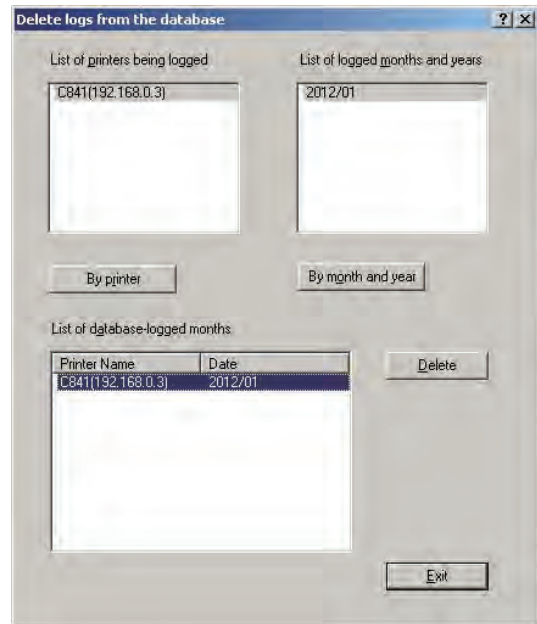 Delete logs from the database
List of printers being logged
List of logged months and years
C841(192.168.0.3)
2012/01
By printer
By month and year
List of database-logged months
Printer Name Date
C841(192.168.0.3) 2012/01
Delete
Exit